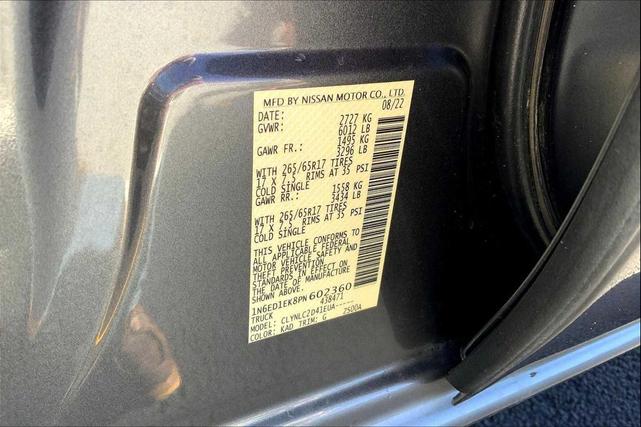 MFD BY NISSAN MOTOR CO., LTD.
DATE: 08/22
GVWR: 2727 KG
6012 LB
GAWR FR.: 1495 KG
3296 LB
WITH 265/65R17 TIRES
17 X 7.5 RIMS AT 35 PSI
COLD SINGLE
GAWR RR.: 1558 KG
3434 LB
WITH 265/65R17 TIRES
17 X 7.5 RIMS AT 35 PSI
COLD SINGLE
THIS VEHICLE CONFORMS TO
ALL APPLICABLE FEDERAL
MOTOR VEHICLE SAFETY AND
THEFT PREVENTION
STANDARDS IN EFFECT ON
THE DATE OF MANUFACTURE
SHOWN ABOVE.
1N6ED1EK8PN602360
TRUCK 438471
MODEL: CLYNLC2D41EUA-----
COLOR: KAD TRIM: G 2500A